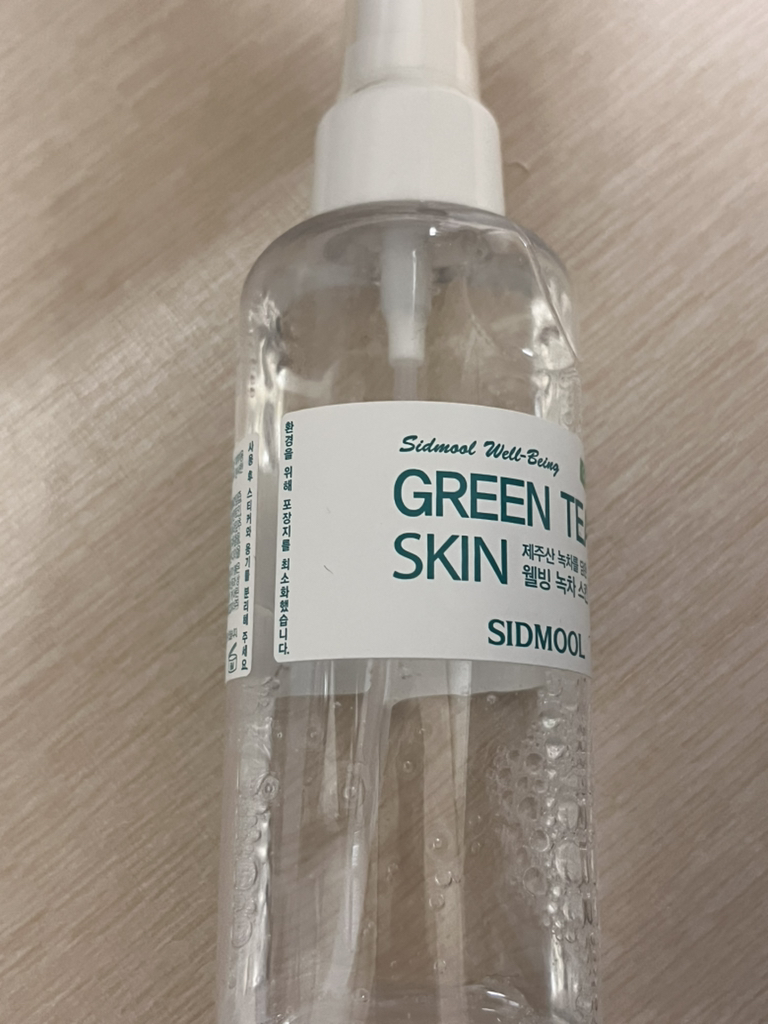 Sidmool Well-Being
GREEN TEA
SKIN
제주산 녹차를
웰빙 녹차
SIDMOOL
환경을 위해 포장지를 최소화했습니다.
사용 후 스티커와 용기를 분리해 주세요